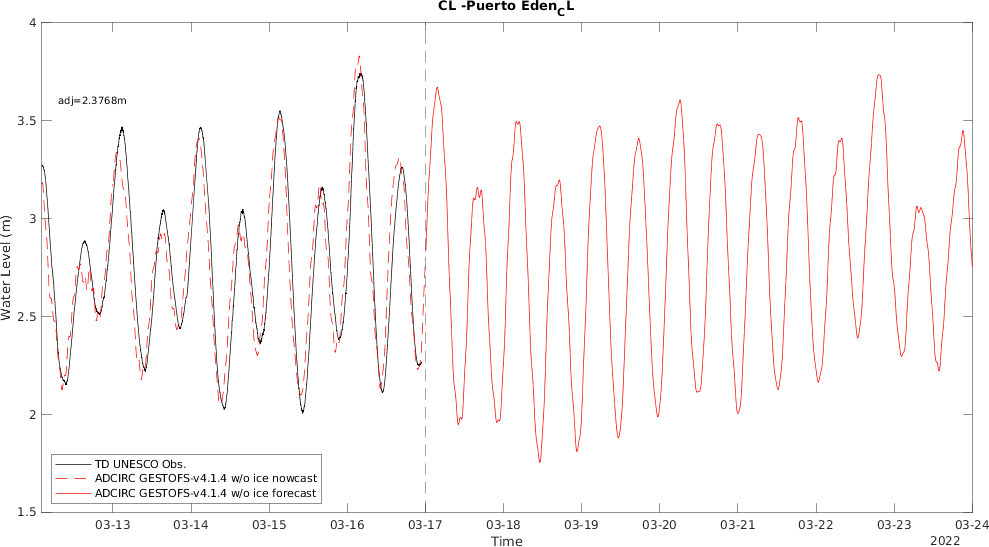 CL -Puerto Eden_CL
4
3.5
3
2.5
2
1.5
Water Level (m)
adj=2.3768m
TD UNESCO Obs.
ADCIRC GESTOFS-v4.1.4 w/o ice nowcast
ADCIRC GESTOFS-v4.1.4 w/o ice forecast
03-13 03-14 03-15 03-16 03-17 03-18 03-19 03-20 03-21 03-22 03-23 03-24
Time
2022